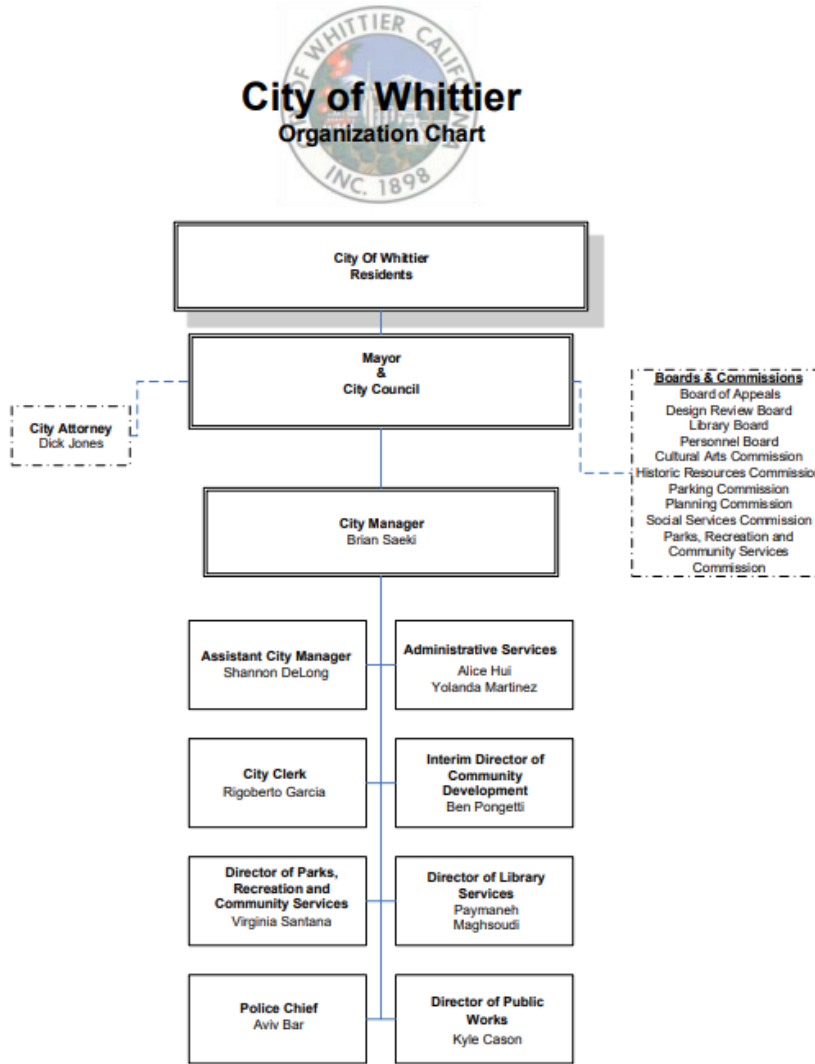 CITY OF WHITTIER CALIFORNIA
INC. 1898
City of Whittier
Organization Chart
City Of Whittier
Residents
Mayor
&
City Council
City Attorney
Dick Jones
Boards & Commissions
Board of Appeals
Design Review Board
Library Board
Personnel Board
Cultural Arts Commission
Historic Resources Commission
Parking Commission
Planning Commission
Social Services Commission
Parks, Recreation and
Community Services
Commission
City Manager
Brian Saeki
Assistant City Manager
Shannon DeLong
Administrative Services
Alice Hui
Yolanda Martinez
City Clerk
Rigoberto Garcia
Interim Director of
Community
Development
Ben Pongetti
Director of Parks,
Recreation and
Community Services
Virginia Santana
Director of Library
Services
Paymaneh
Maghsoudi
Police Chief
Aviv Bar
Director of Public
Works
Kyle Cason